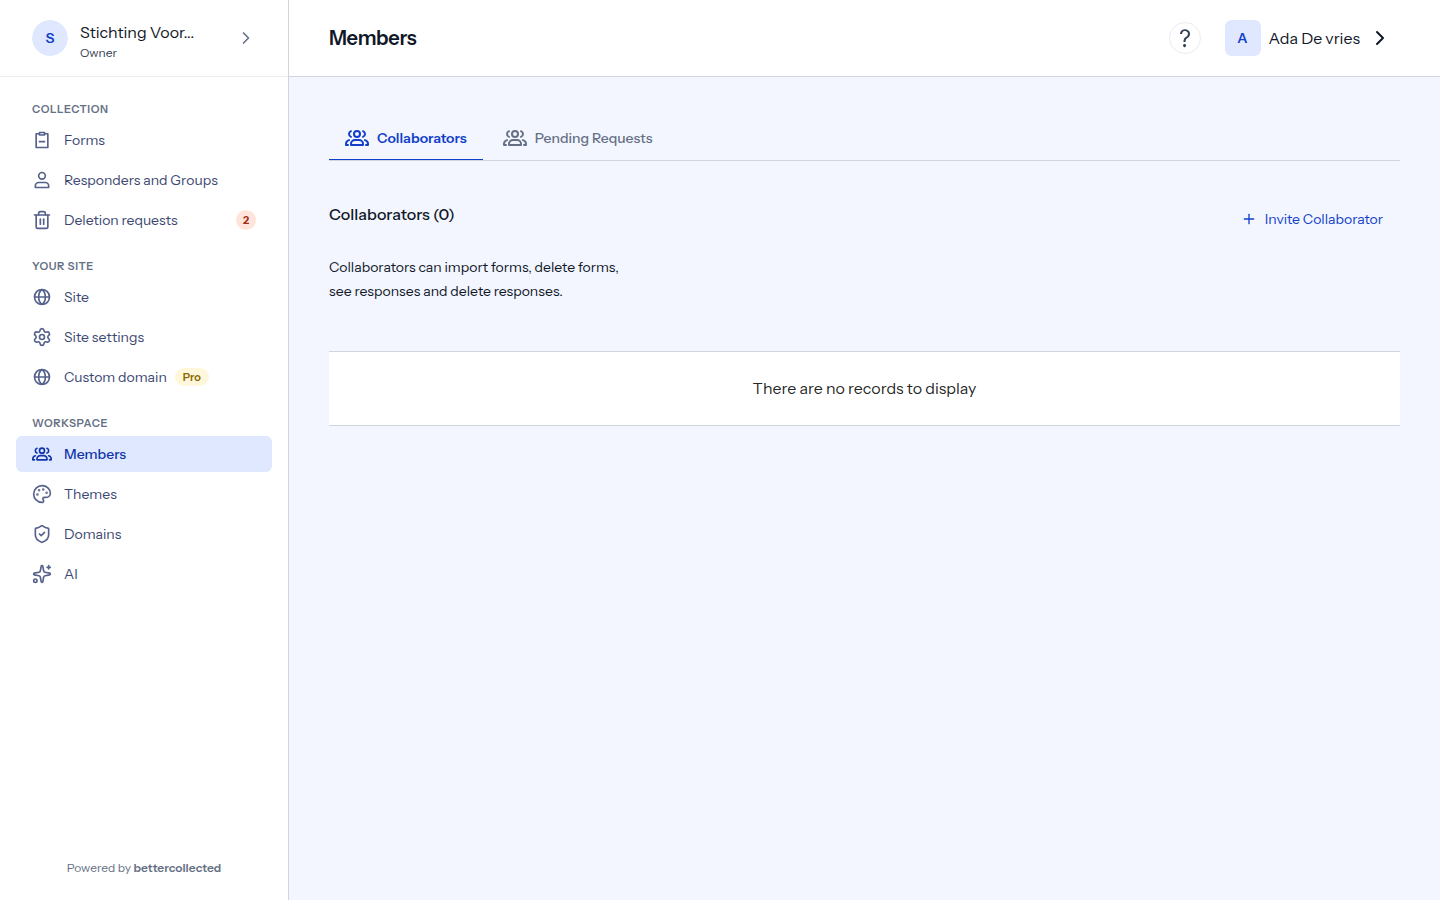 S
Stichting Voor...
Owner
COLLECTION
Forms
Responders and Groups
Deletion requests
2
YOUR SITE
Site
Site settings
Custom domain
Pro
WORKSPACE
Members
Themes
Domains
AI
Powered by bettercollected
Members
?
A
Ada De vries
Collaborators
Pending Requests
Collaborators (0)
+ Invite Collaborator
Collaborators can import forms, delete forms,
see responses and delete responses.
There are no records to display